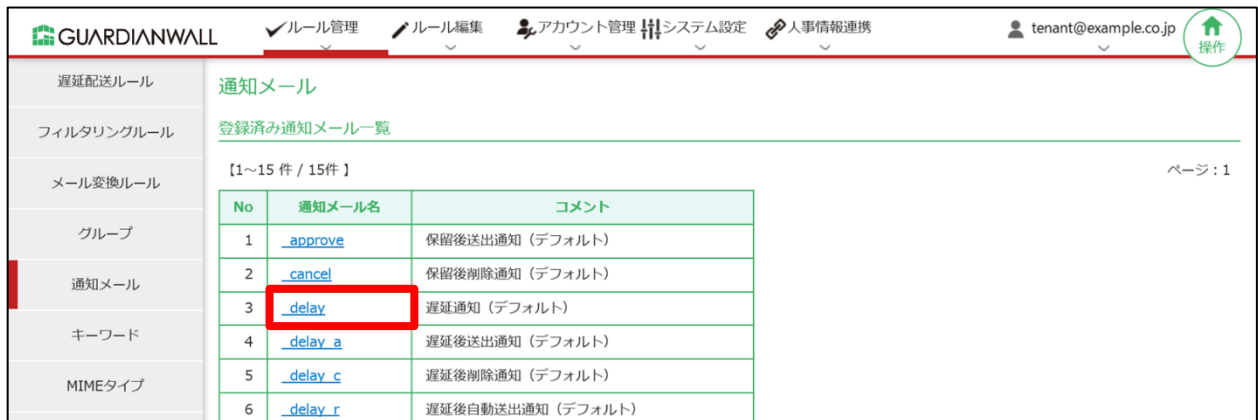 GUARDIANWALL
ルール管理
ルール編集
アカウント管理
システム設定
人事情報連携
tenant@example.co.jp
操作
遅延配送ルール
フィルタリングルール
メール変換ルール
グループ
通知メール
キーワード
MIMEタイプ
通知メール
登録済み通知メール一覧
【1～15 件 / 15件 】
ページ : 1
No 通知メール名 コメント
1 _approve 保留後送出通知（デフォルト）
2 _cancel 保留後削除通知（デフォルト）
3 _delay 遅延通知（デフォルト）
4 _delay_a 遅延後送出通知（デフォルト）
5 _delay_c 遅延後削除通知（デフォルト）
6 _delay_r 遅延後自動送出通知（デフォルト）